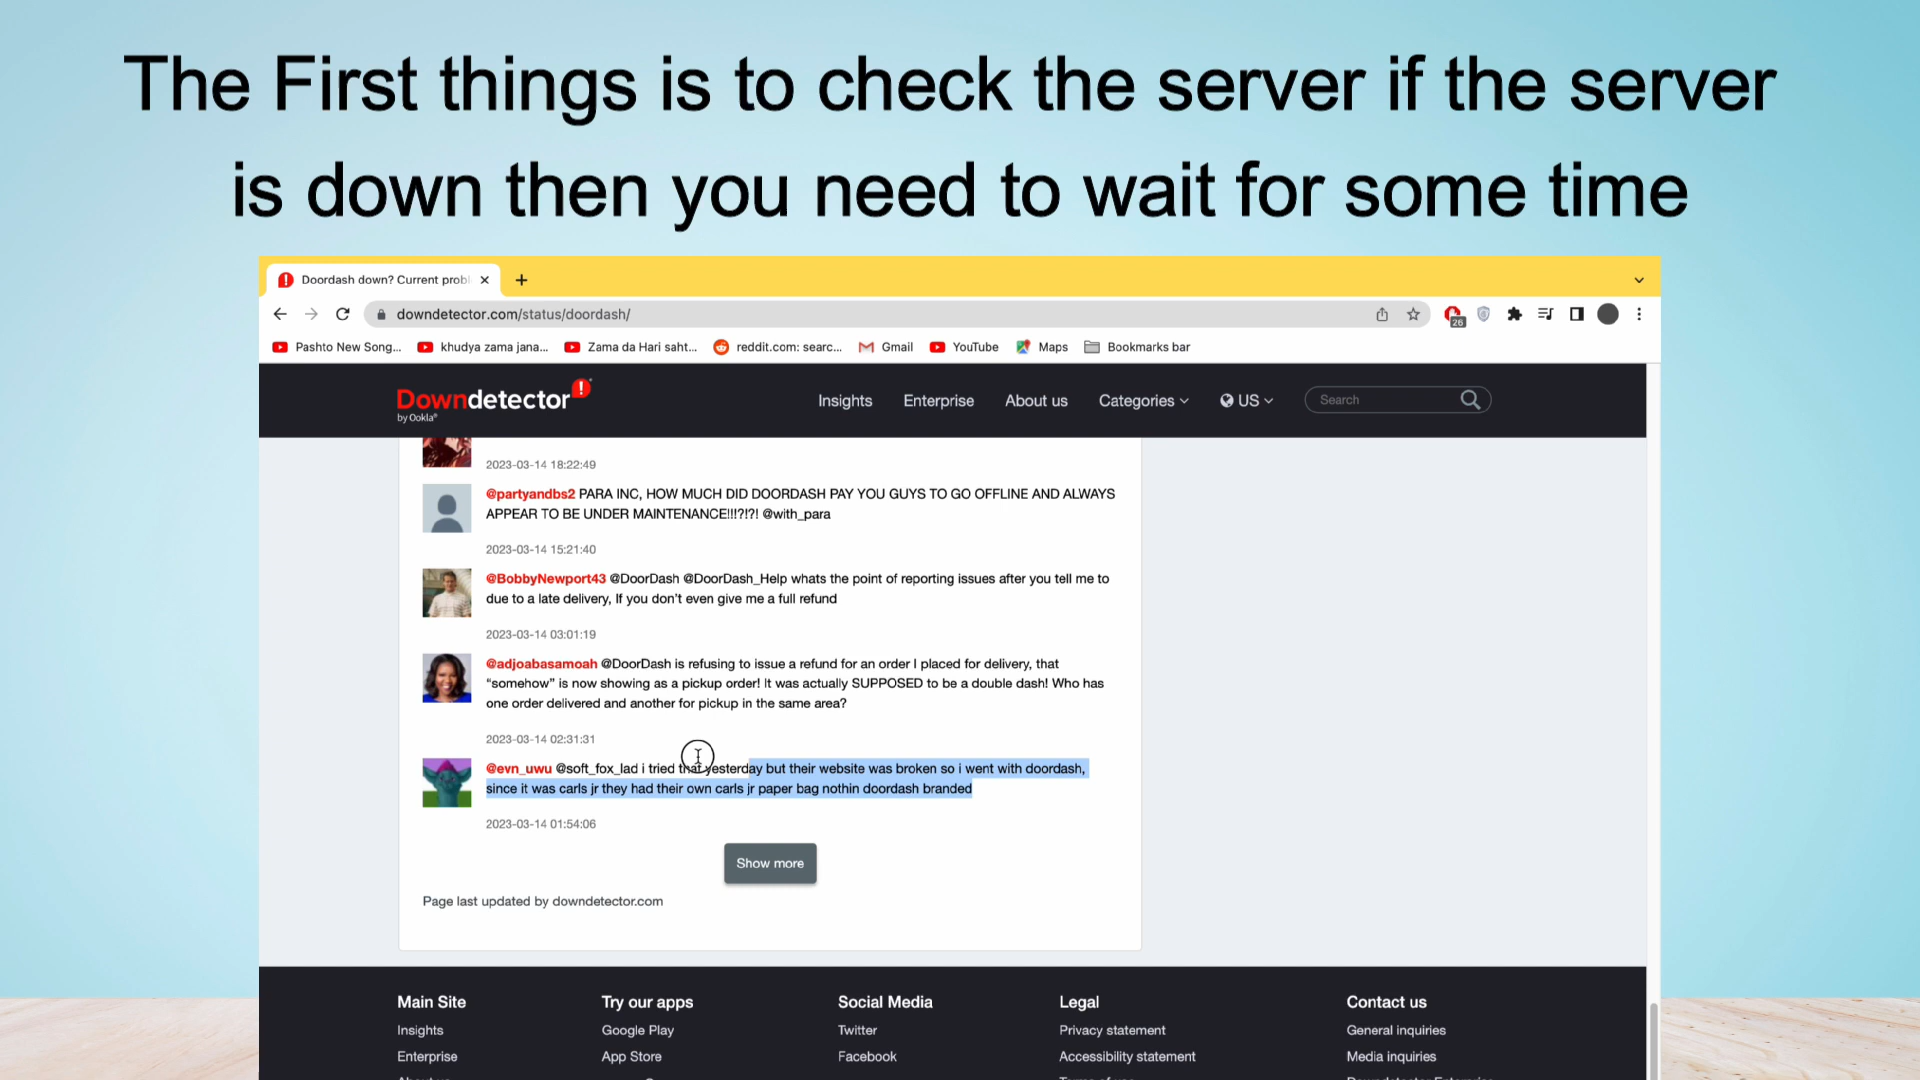 The First things is to check the server if the server
is down then you need to wait for some time
Doordash down? Current prob
downdetector.com/status/doordash/
26
Pashto New Song... khudya zama jana... Zama da Hari saht... reddit.com: searc... Gmail YouTube Maps Bookmarks bar
Downdetector
by Ookla®
Insights Enterprise About us Categories US Search
2023-03-14 18:22:49
@partyandbs2 PARA INC, HOW MUCH DID DOORDASH PAY YOU GUYS TO GO OFFLINE AND ALWAYS
APPEAR TO BE UNDER MAINTENANCE!!!?!?! @with_para
2023-03-14 15:21:40
@BobbyNewport43 @DoorDash @DoorDash_Help whats the point of reporting issues after you tell me to
due to a late delivery, If you don't even give me a full refund
2023-03-14 03:01:19
@adjoabasamoah @DoorDash is refusing to issue a refund for an order I placed for delivery, that
“somehow” is now showing as a pickup order! It was actually SUPPOSED to be a double dash! Who has
one order delivered and another for pickup in the same area?
2023-03-14 02:31:31
@evn_uwu @soft_fox_lad i tried that yesterday but their website was broken so i went with doordash,
since it was carls jr they had their own carls jr paper bag nothin doordash branded
2023-03-14 01:54:06
Show more
Page last updated by downdetector.com
Main Site Try our apps Social Media Legal Contact us
Insights Google Play Twitter Privacy statement General inquiries
Enterprise App Store Facebook Accessibility statement Media inquiries